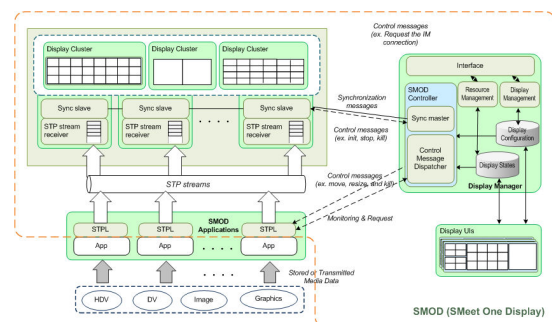 Control messages
(ex. Request the IM
connection)
Display Cluster
Display Cluster
Display Cluster
Interface
SMOD
Controller
Resource
Management
Display
Management
Synchronization
messages
Sync slave
Sync slave
Sync slave
Sync master
STP stream
receiver
STP stream
receiver
. . . .
STP stream
receiver
Control messages
(ex. init, stop, kill)
Display
Configuration
Control
Message
Dispatcher
Display States
Control messages
(ex. move, resize, and kill)
Display Manager
STP streams
Monitoring & Request
SMOD
Applications
STPL
STPL
STPL
App
App
. . . .
App
Display UIs
Stored or Transmitted
Media Data
. . . .
HDV
DV
Image
Graphics
SMOD (SMeet One Display)